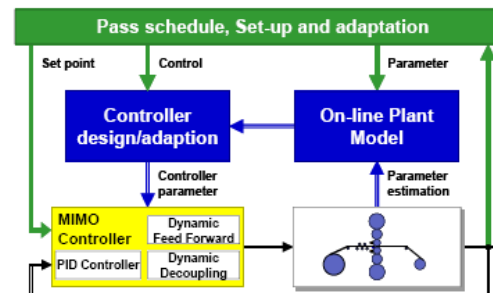 Pass schedule, Set-up and adaptation
Set point
Control
Parameter
Controller
design/adaption
On-line Plant
Model
Controller
parameter
Parameter
estimation
MIMO
Controller
Dynamic
Feed Forward
PID Controller
Dynamic
Decoupling